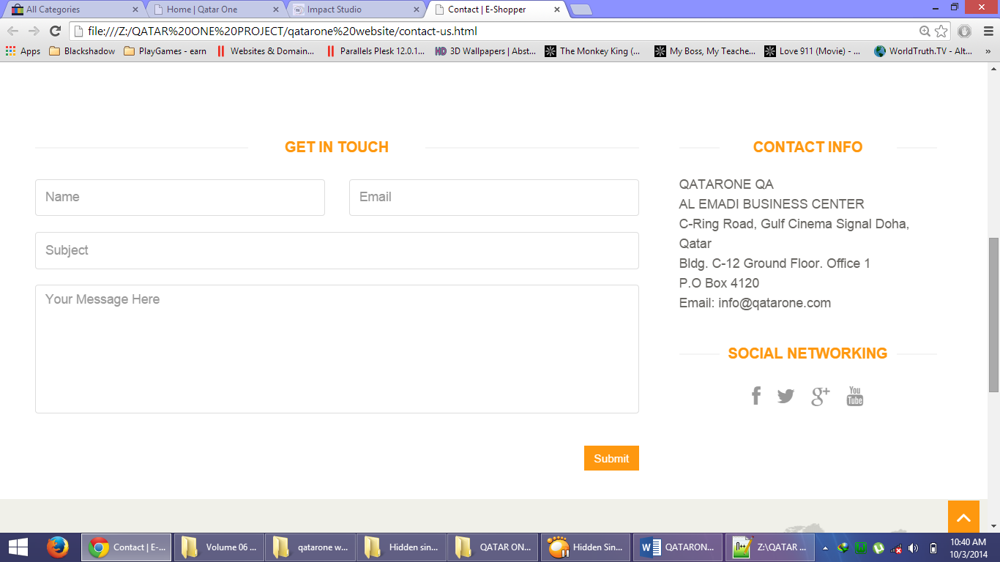 All Categories
Home | Qatar One
Impact Studio
Contact | E-Shopper
file:///Z:/QATAR%20ONE%20PROJECT/qatarone%20website/contact-us.html
Apps
Blackshadow
PlayGames - earn
Websites & Domain...
Parallels Plesk 12.0.1...
HD 3D Wallpapers | Abst...
The Monkey King (...
My Boss, My Teache...
Love 911 (Movie) - ...
WorldTruth.TV - Alt...
»
GET IN TOUCH
Name
Email
Subject
Your Message Here
Submit
CONTACT INFO
QATARONE QA
AL EMADI BUSINESS CENTER
C-Ring Road, Gulf Cinema Signal Doha,
Qatar
Bldg. C-12 Ground Floor. Office 1
P.O Box 4120
Email: info@qatarone.com
SOCIAL NETWORKING
f
g+
You
Tube
Contact | E-...
Volume 06 ...
qatarone w...
Hidden sin...
QATAR ON...
Hidden Sin...
QATARON...
Z:\QATAR ...
10:40 AM
10/3/2014